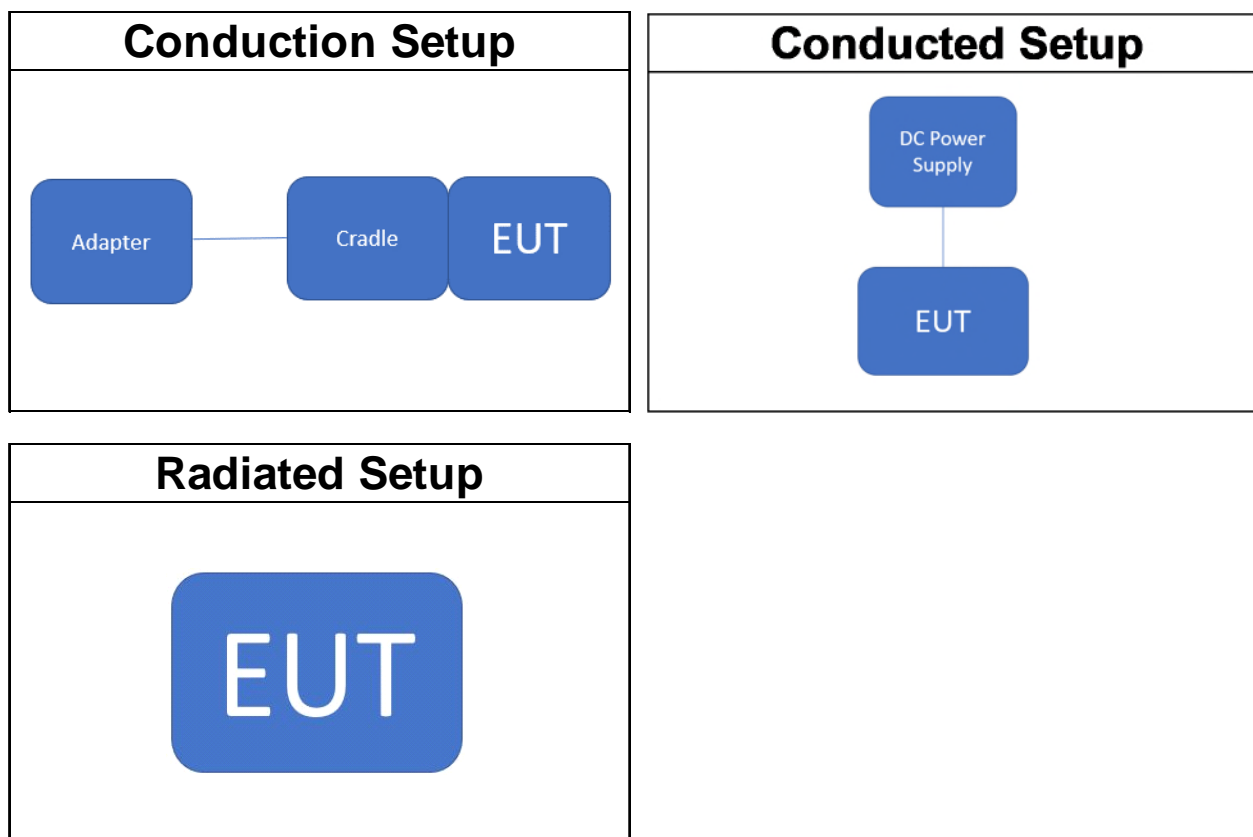 Conduction Setup
Adapter
Cradle
EUT
Conducted Setup
DC Power
Supply
EUT
Radiated Setup
EUT